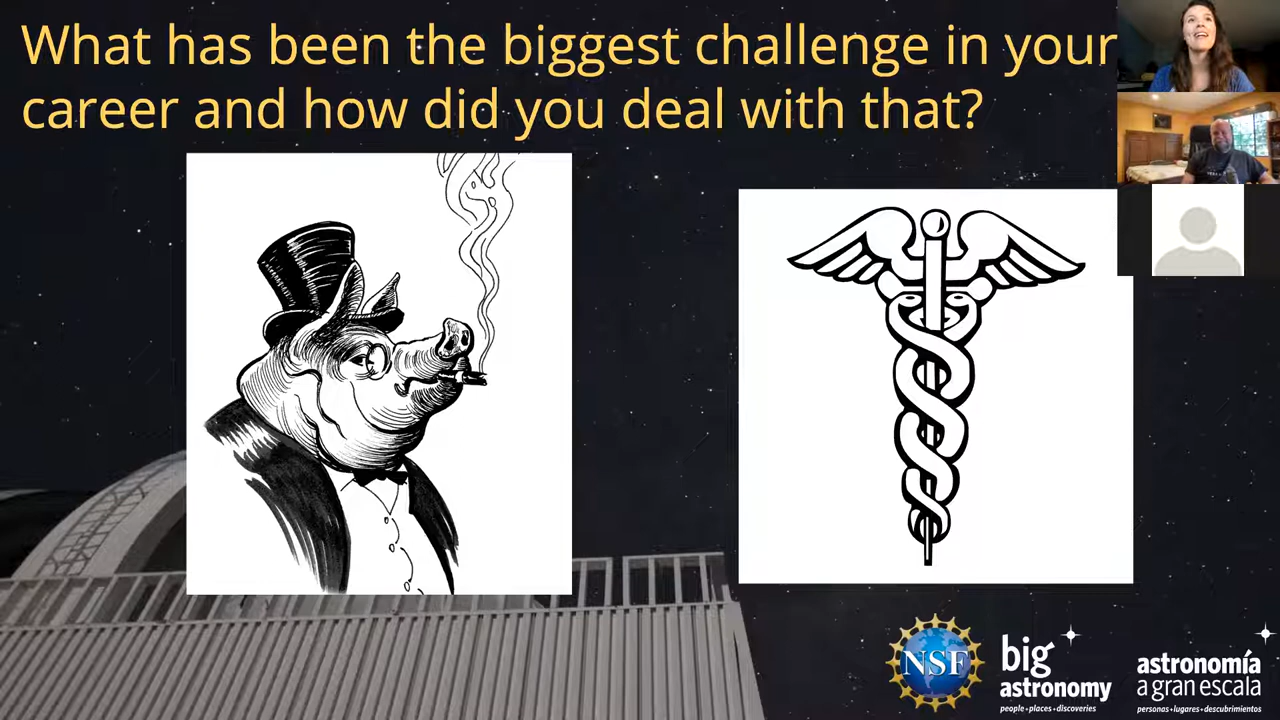 What has been the biggest challenge in your
career and how did you deal with that?
NSF
big
astronomy
people • places • discoveries
astronomía
a gran escala
personas • lugares • descubrimientos